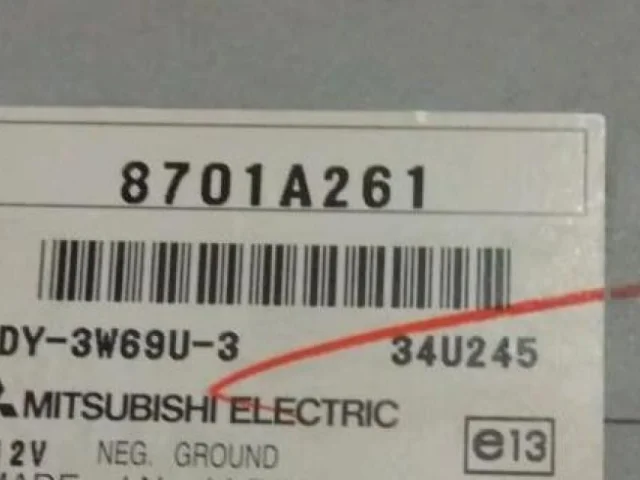 8701A261
DY-3W69U-3 34U245
MITSUBISHI ELECTRIC
12V NEG. GROUND e13